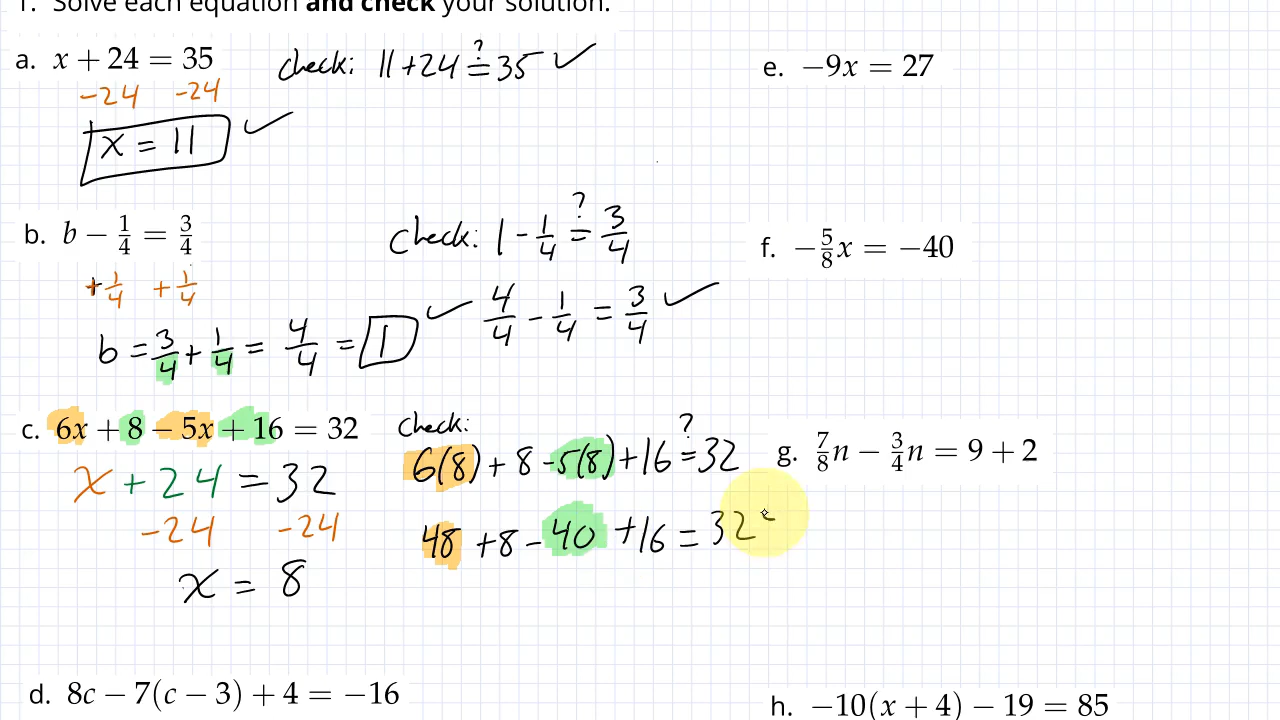 1. Solve each equation and check your solution.
a. x + 24 = 35 check: 11 + 24 ≟ 35 ✓
-24 -24
x = 11 ✓
b. b − 1/4 = 3/4 check: 1 - 1/4 ≟ 3/4
+1/4 +1/4
4/4 - 1/4 = 3/4 ✓
b = 3/4 + 1/4 = 4/4 = 1 ✓
c. 6x + 8 − 5x + 16 = 32 check:
6(8) + 8 - 5(8) + 16 ≟ 32
x + 24 = 32
-24 -24
48 + 8 - 40 + 16 = 32
x = 8
d. 8c − 7(c − 3) + 4 = −16
e. −9x = 27
f. −5/8 x = −40
g. 7/8 n − 3/4 n = 9 + 2
h. −10(x + 4) − 19 = 85